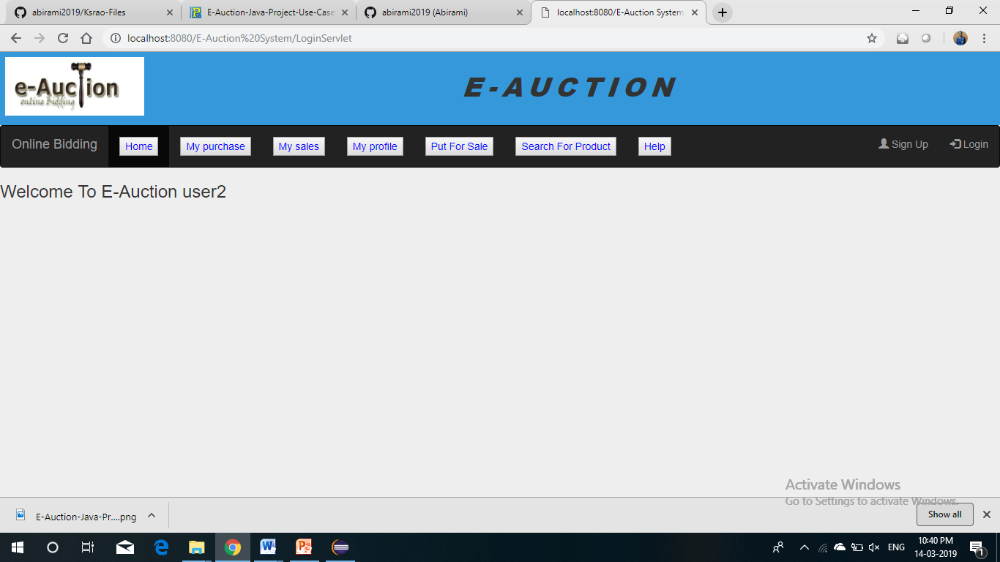 abirami2019/Ksrao-Files
E-Auction-Java-Project-Use-Case
abirami2019 (Abirami)
localhost:8080/E-Auction System
localhost:8080/E-Auction%20System/LoginServlet
e-Auction
online Bidding
E-AUCTION
Online Bidding Home My purchase My sales My profile Put For Sale Search For Product Help Sign Up Login
Welcome To E-Auction user2
Activate Windows
Go to Settings to activate Windows.
E-Auction-Java-Pr....png
Show all
ENG
10:40 PM
14-03-2019
1